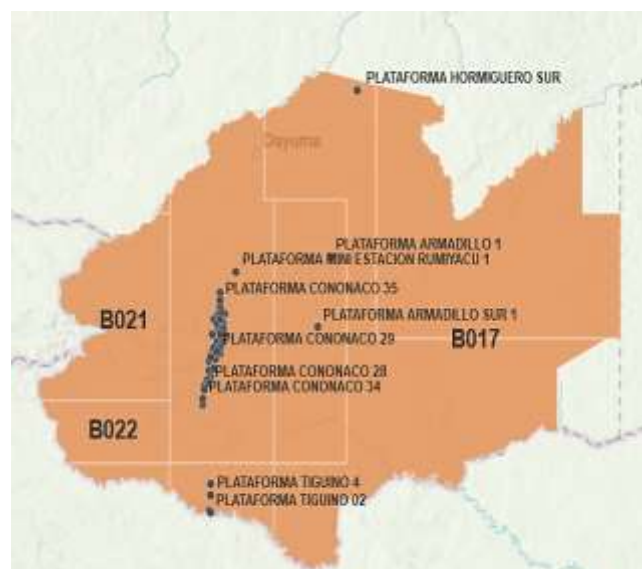 PLATAFORMA HORMIGUERO SUR
Dayuma
PLATAFORMA ARMADILLO 1
PLATAFORMA MINI ESTACION RUMIYACU 1
PLATAFORMA CONONACO 35
B021
PLATAFORMA ARMADILLO SUR 1
PLATAFORMA CONONACO 29
B017
PLATAFORMA CONONACO 28
PLATAFORMA CONONACO 34
B022
PLATAFORMA TIGUINO 4
PLATAFORMA TIGUINO 02